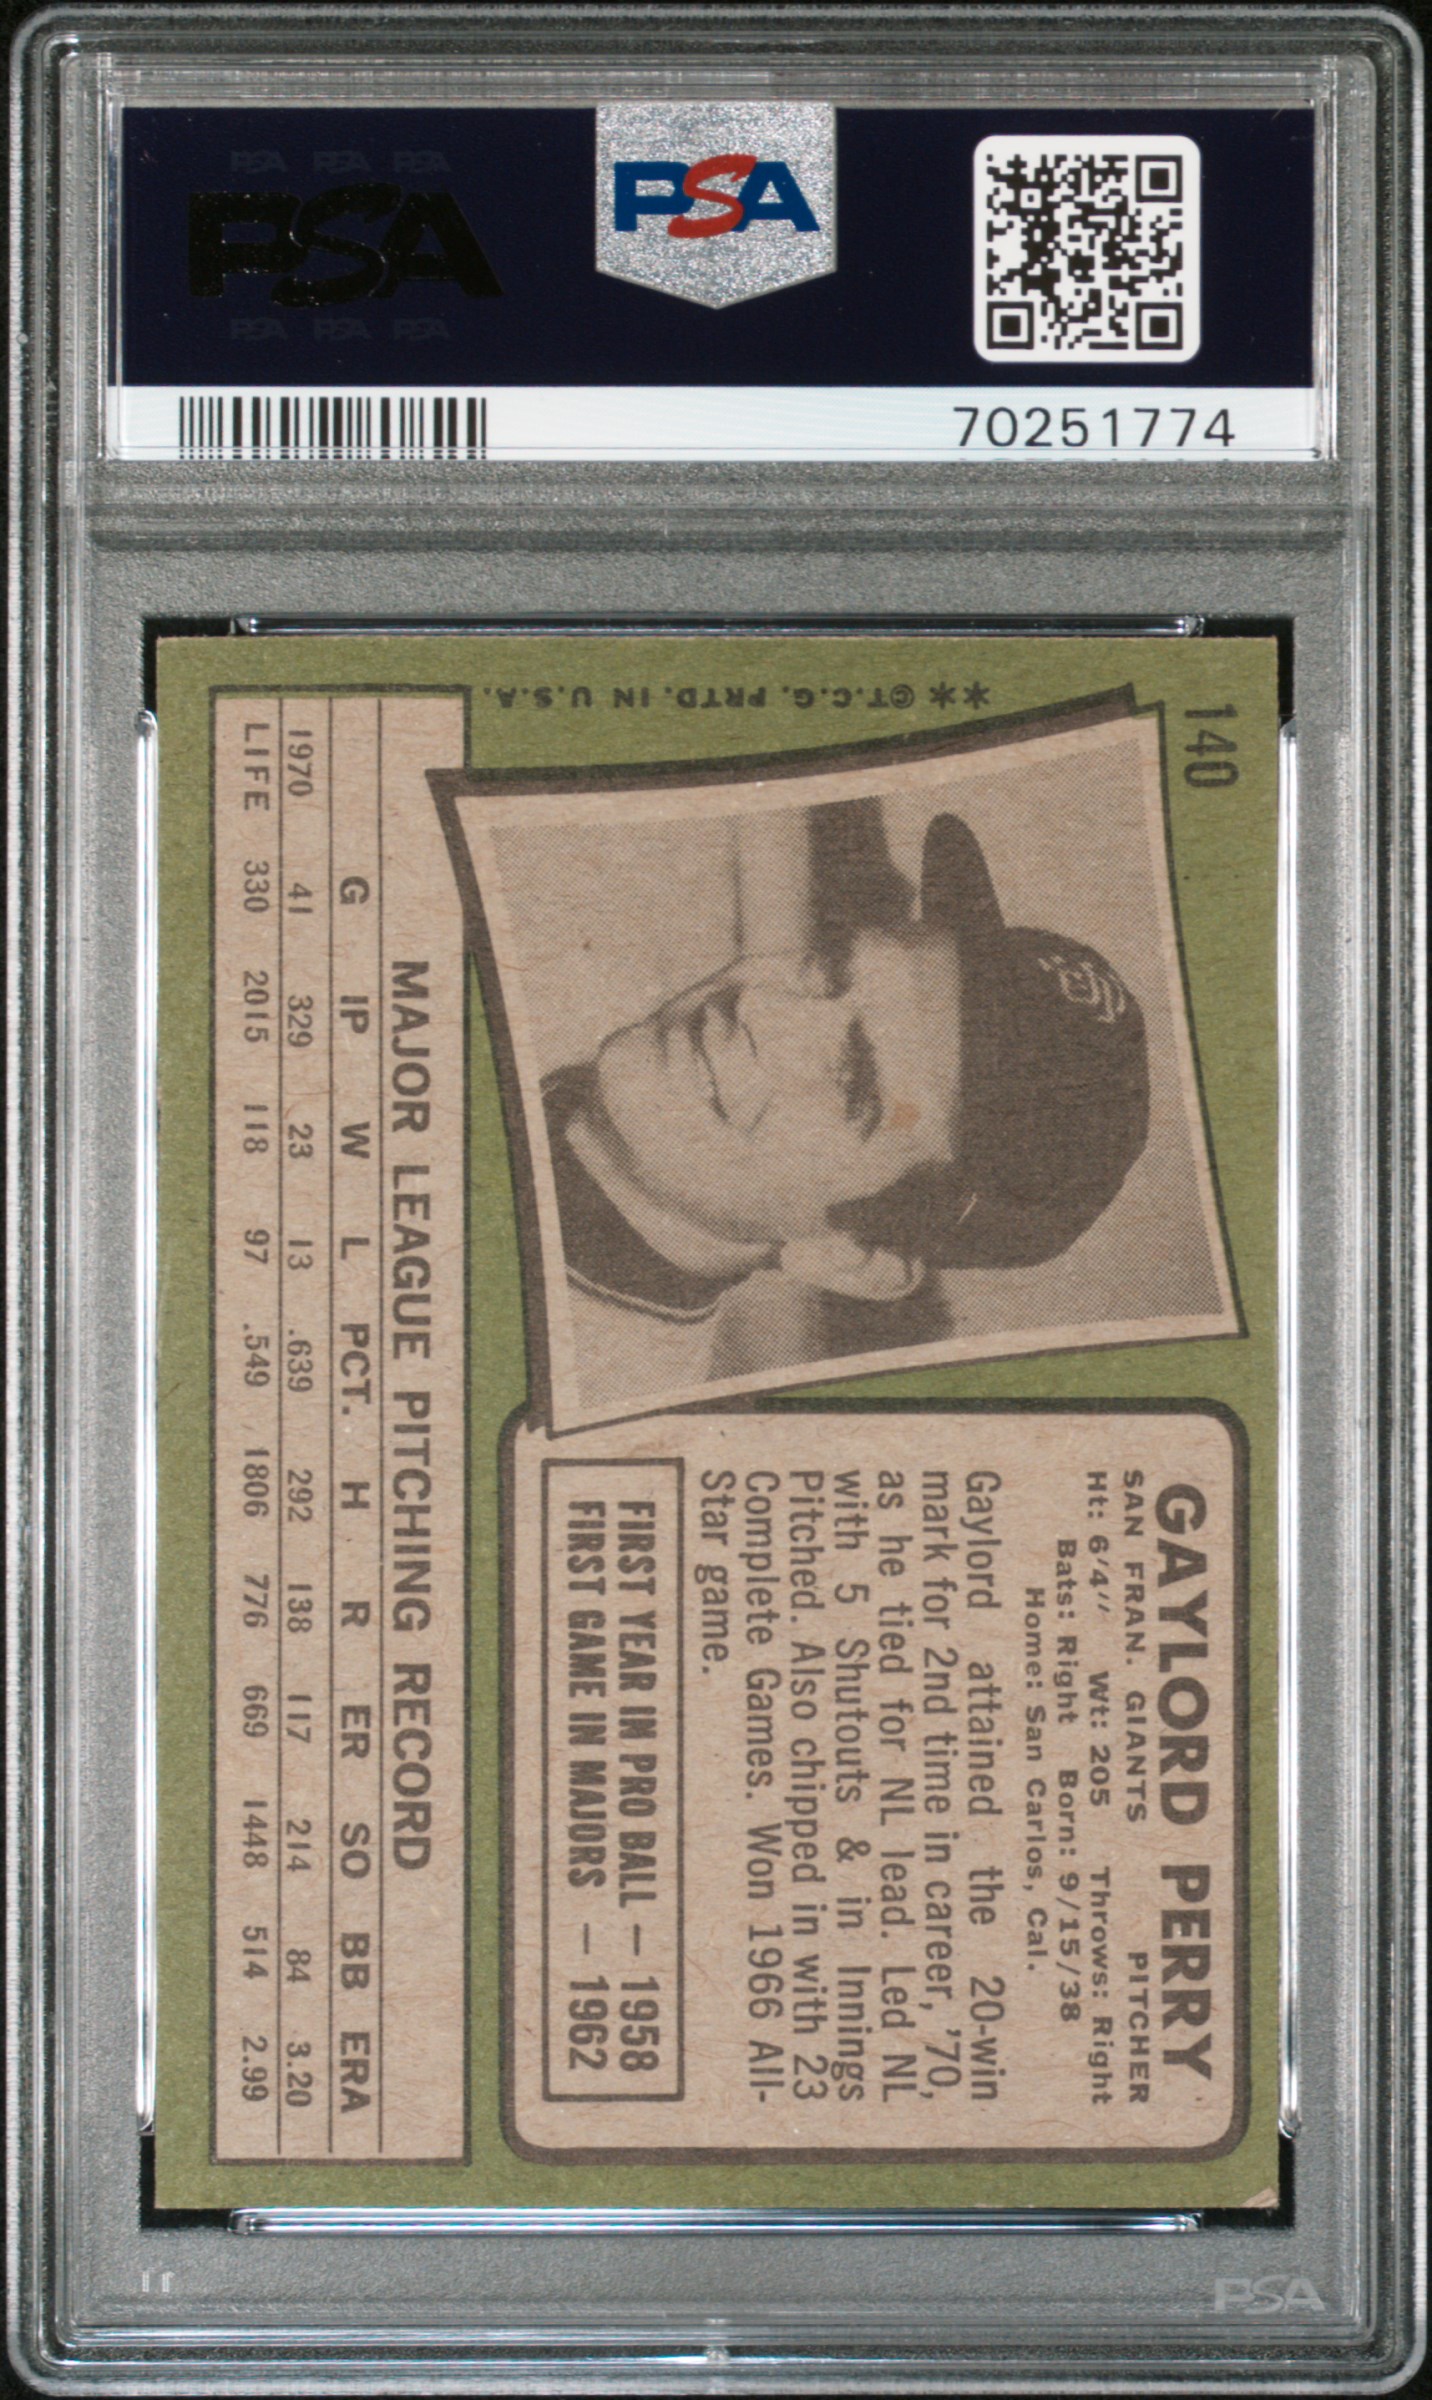 PSA PSA PSA
PSA
PSA PSA PSA
PSA
70251774
140
**©T.C.G. PRTD. IN U.S.A.
GAYLORD PERRY
SAN FRAN. GIANTS PITCHER
Ht: 6'4" Wt: 205 Throws: Right
Bats: Right Born: 9/15/38
Home: San Carlos, Cal.
Gaylord attained the 20-win
mark for 2nd time in career, '70,
as he tied for NL lead. Led NL
with 5 Shutouts & in Innings
Pitched. Also chipped in with 23
Complete Games. Won 1966 All-
Star game.
FIRST YEAR IN PRO BALL — 1958
FIRST GAME IN MAJORS — 1962
MAJOR LEAGUE PITCHING RECORD
G IP W L PCT. H R ER SO BB ERA
1970 41 329 23 13 .639 292 138 117 214 84 3.20
LIFE 330 2015 118 97 .549 1806 776 669 1448 514 2.99
PSA